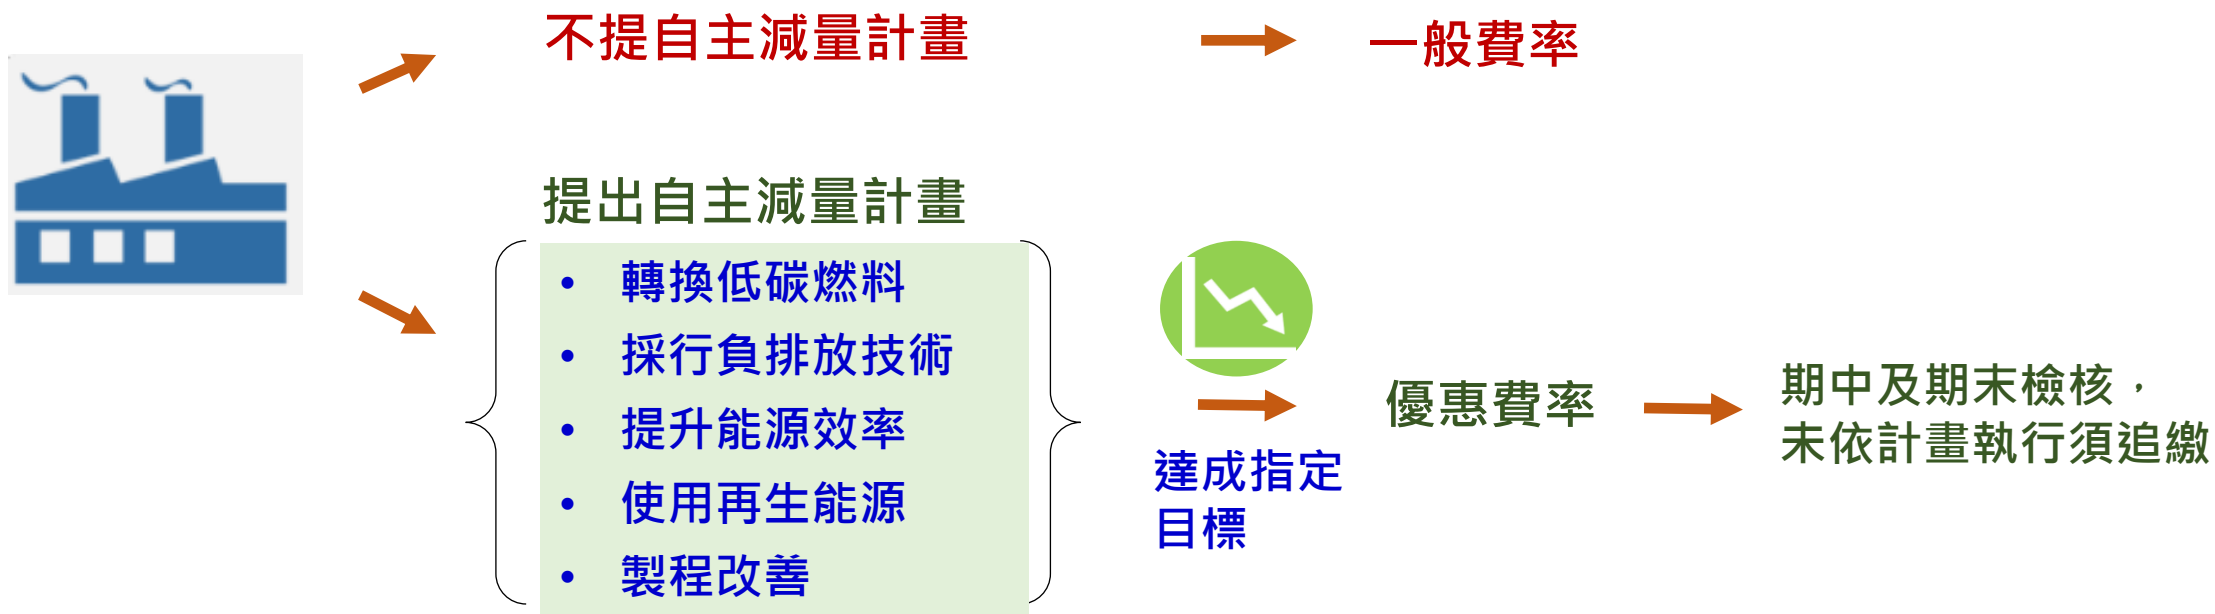 不提自主減量計畫
一般費率
提出自主減量計畫
• 轉換低碳燃料
• 採行負排放技術
• 提升能源效率
• 使用再生能源
• 製程改善
達成指定
目標
優惠費率
期中及期末檢核，
未依計畫執行須追繳